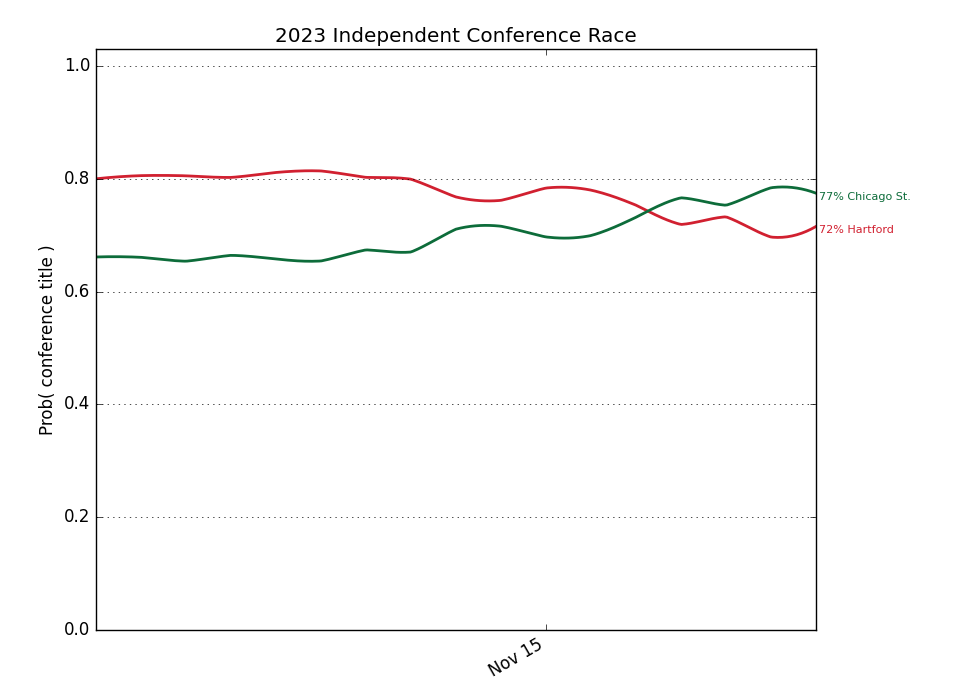 2023 Independent Conference Race
Prob( conference title )
1.0
0.8
0.6
0.4
0.2
0.0
77% Chicago St.
72% Hartford
Nov 15